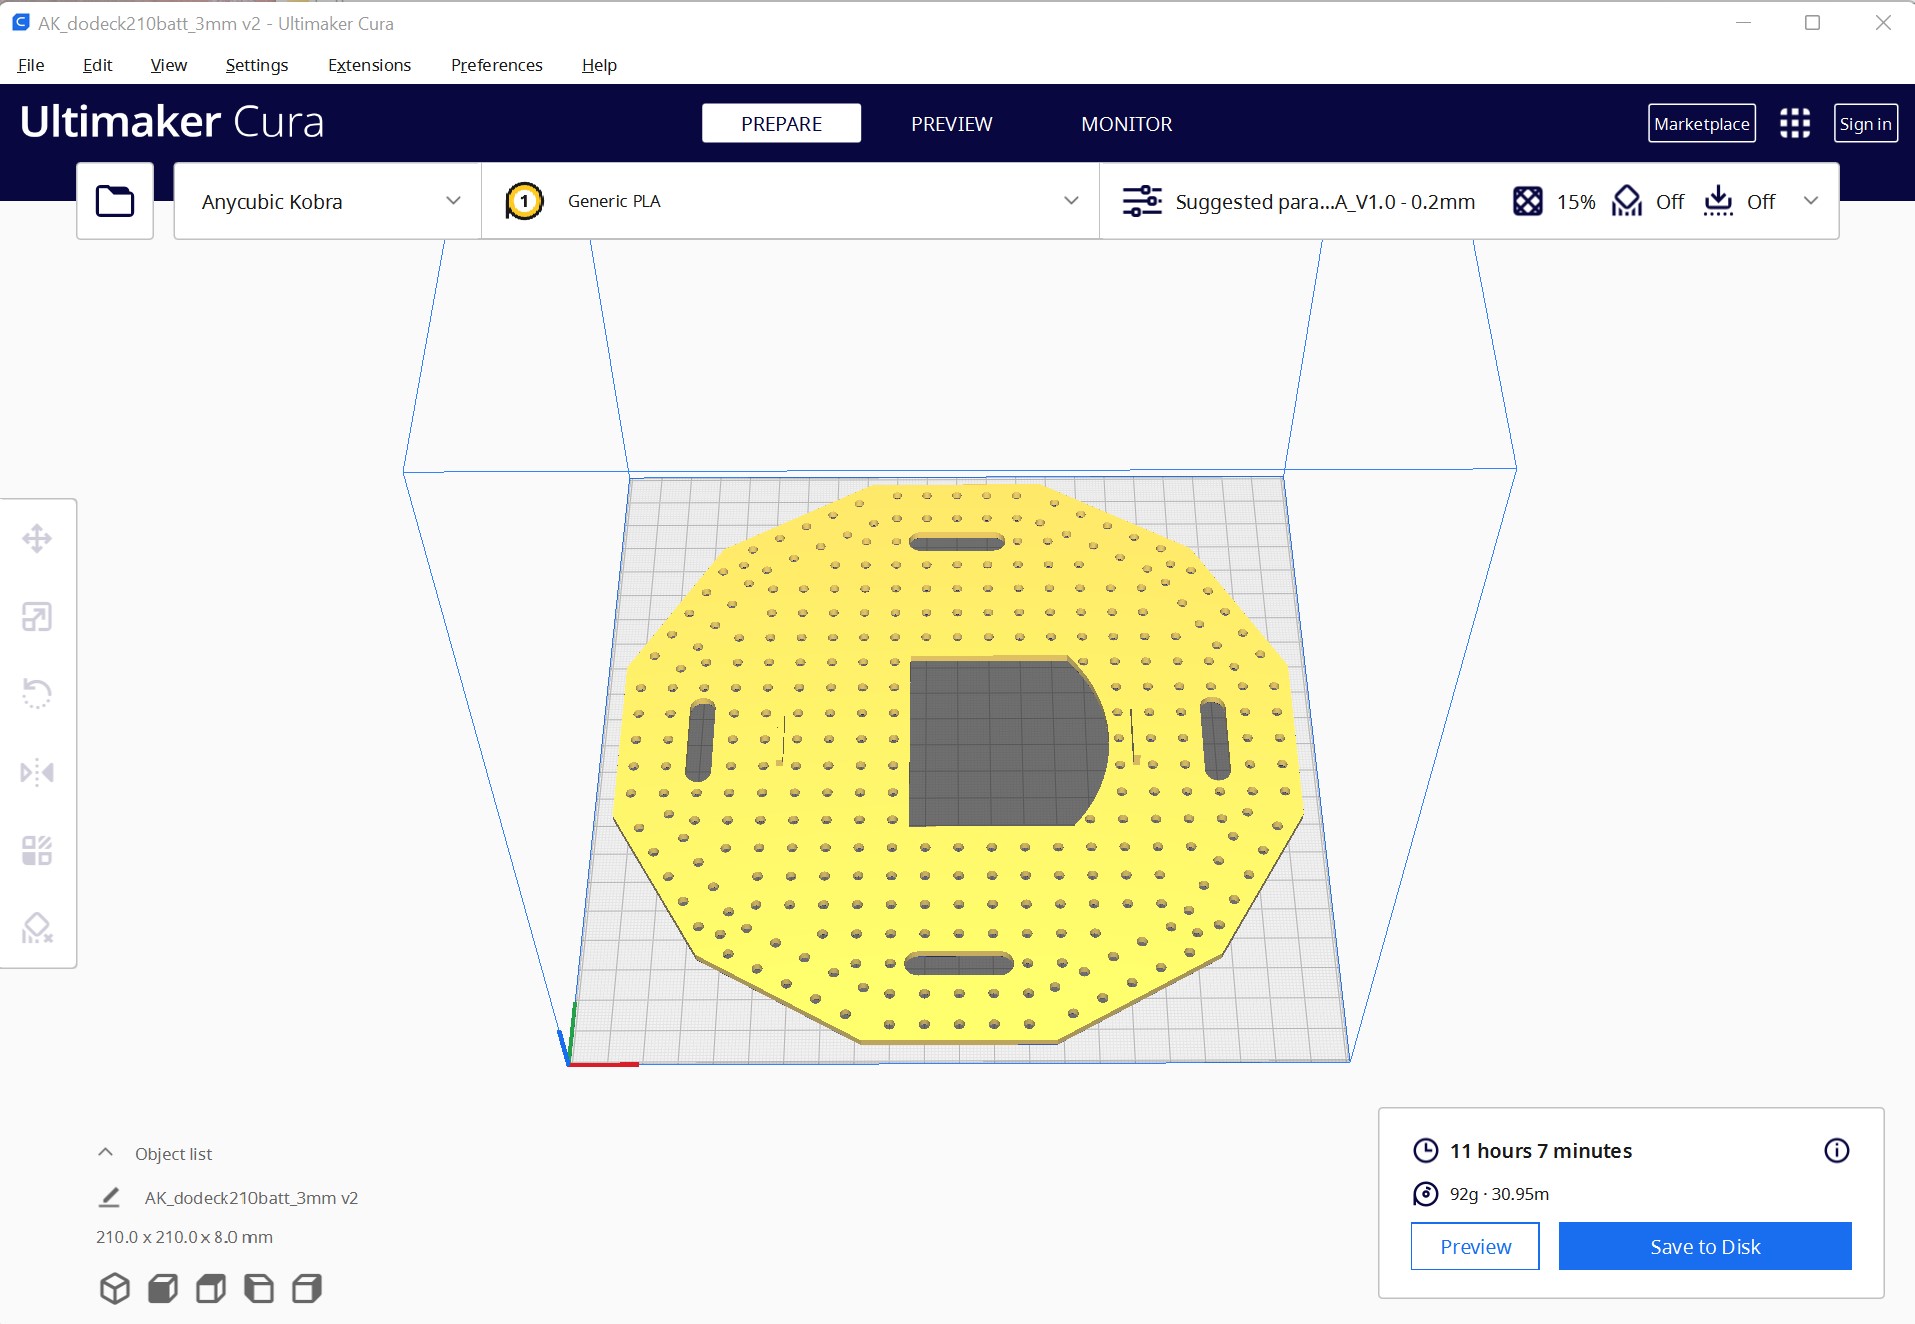 AK_dodeck210batt_3mm v2 - Ultimaker Cura
File Edit View Settings Extensions Preferences Help
Ultimaker Cura PREPARE PREVIEW MONITOR Marketplace Sign in
Anycubic Kobra 1 Generic PLA Suggested para...A_V1.0 - 0.2mm 15% Off Off
11 hours 7 minutes
Object list
92g · 30.95m
AK_dodeck210batt_3mm v2
210.0 x 210.0 x 8.0 mm
Preview Save to Disk